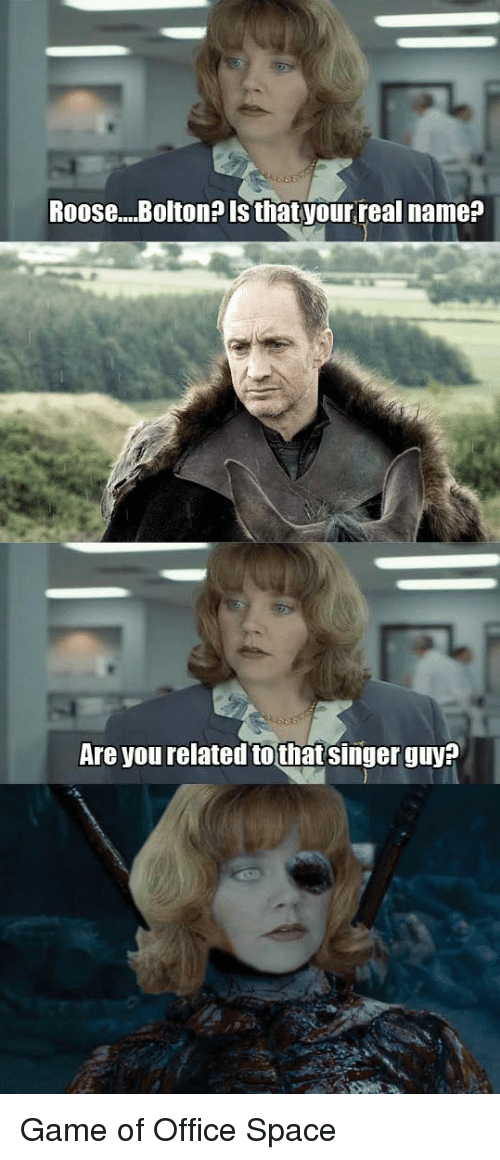 Roose....Bolton? Is that your real name?
Are you related to that singer guy?
Game of Office Space